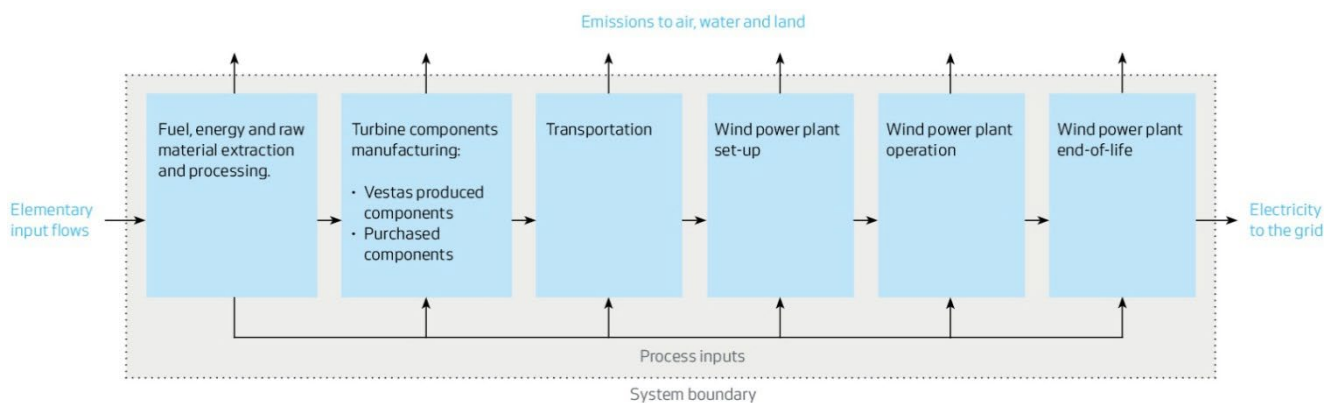 Emissions to air, water and land
Fuel, energy and raw
material extraction
and processing.
Turbine components
manufacturing:
• Vestas produced
components
• Purchased
components
Transportation
Wind power plant
set-up
Wind power plant
operation
Wind power plant
end-of-life
Elementary
input flows
Electricity
to the grid
Process inputs
System boundary